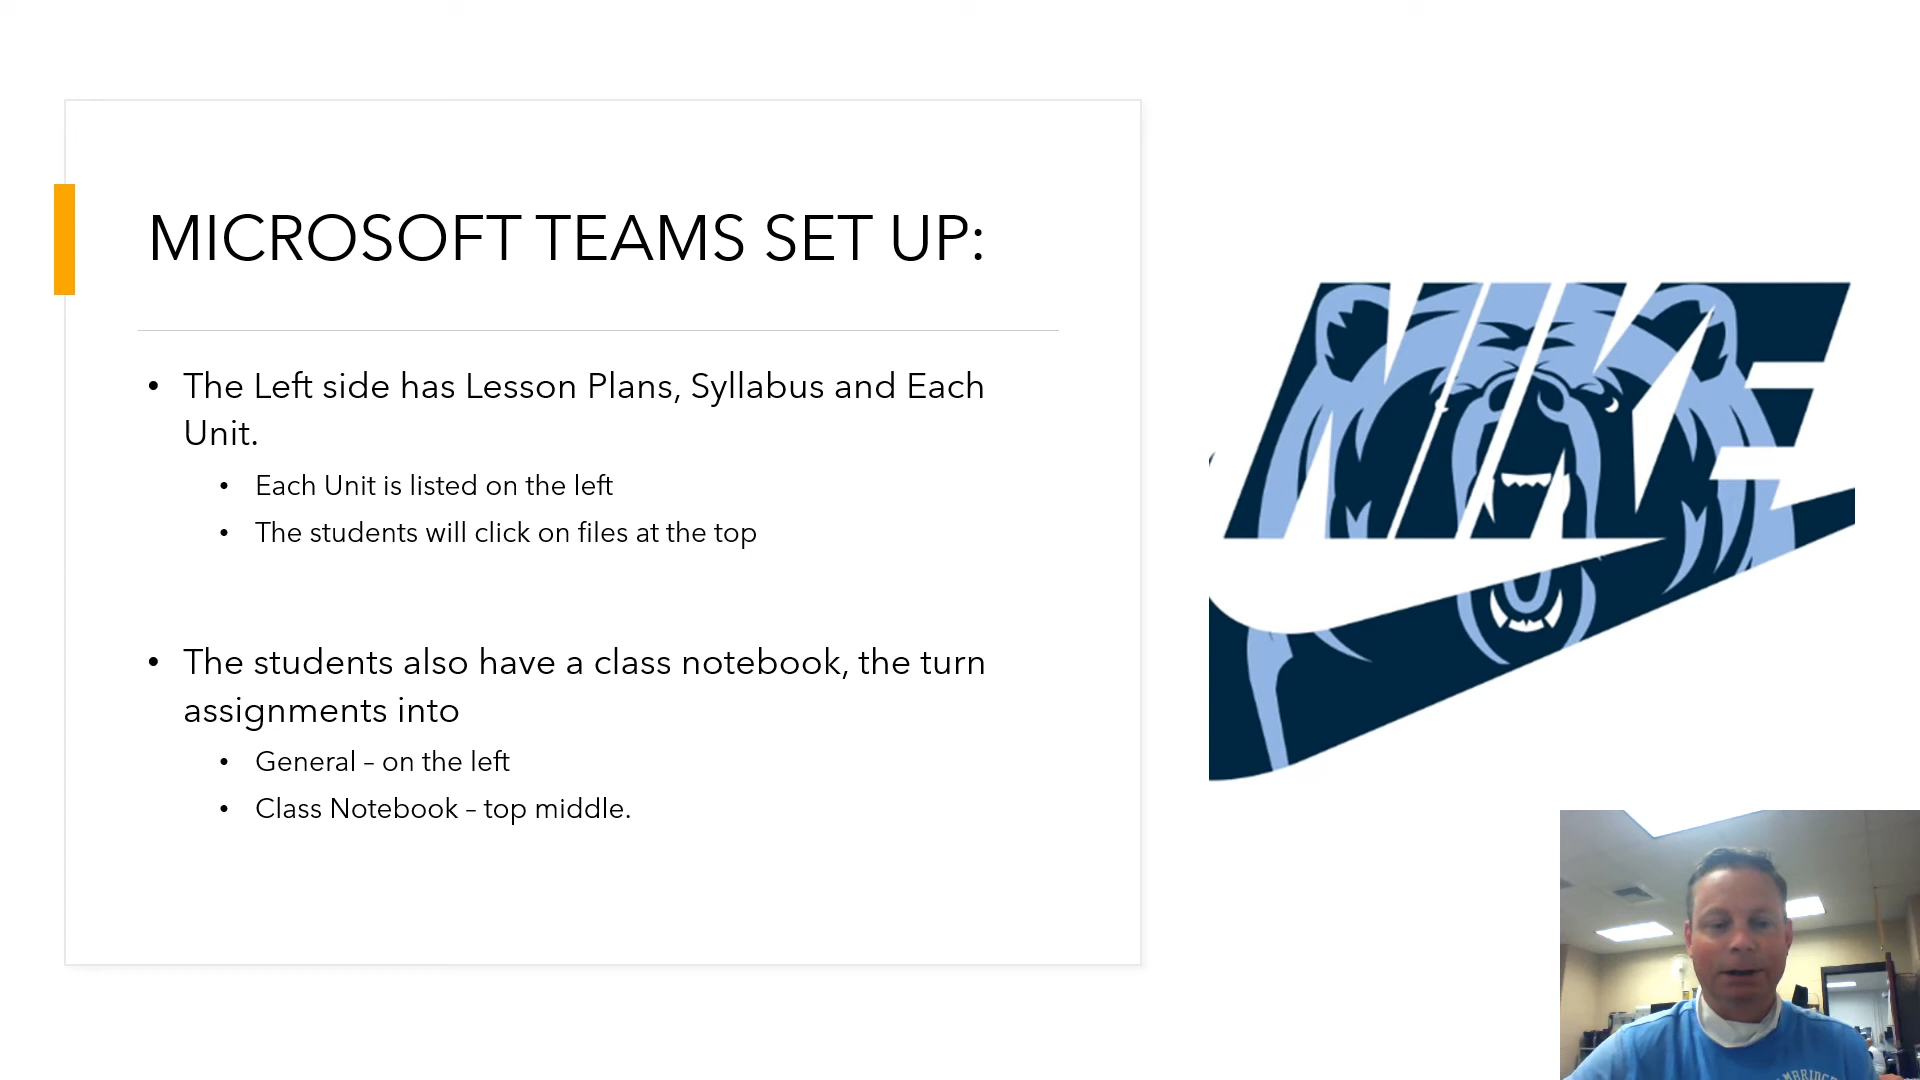 MICROSOFT TEAMS SET UP:
• The Left side has Lesson Plans, Syllabus and Each
Unit.
• Each Unit is listed on the left
• The students will click on files at the top
• The students also have a class notebook, the turn
assignments into
• General – on the left
• Class Notebook – top middle.
NIKE